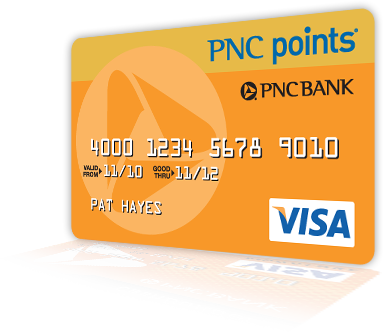 PNC points®
PNC BANK
4000 1234 5678 9010
VALID FROM 11/10 GOOD THRU 11/12
PAT HAYES
VISA